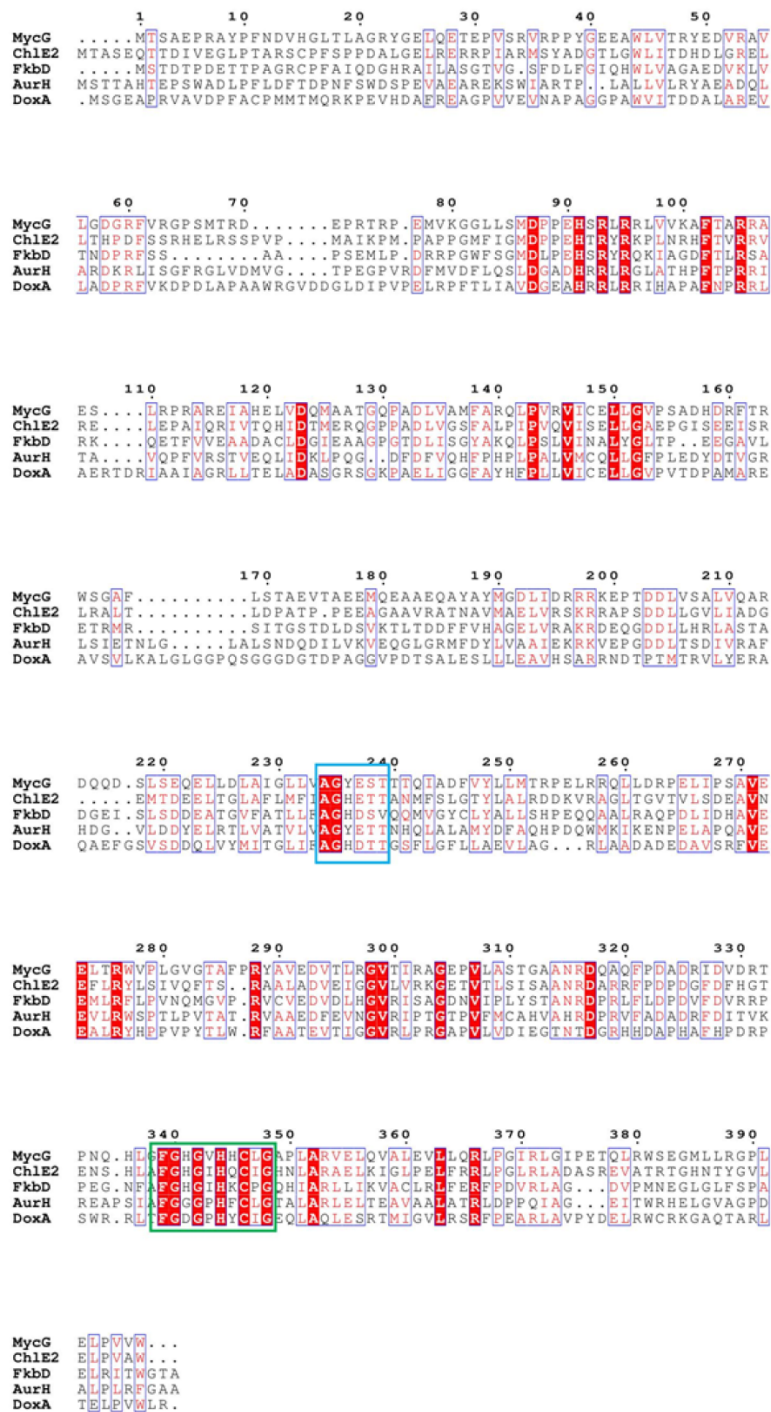 1 10 20 30 40 50
MycG .....MTSAEPRAYPFNDVHGLTLAGRYGELQETEPVSRVRPPYGEEAWLVTRYEDVRAV
ChlE2 MTASEQTTDIVEGLPTARSCPFSPPDALGELRERRPIARMSYADGTLGWLITDHDLGREL
FkbD .....MSTDTPDETTPAGRCPFAIQDGHRAILASGTVG.SFDLFGIQHWLVAGAEDVKLV
AurH MSTTAHTEPSWADLPFLDFTDPNFSWDSPEVAEAREKSWIARTP.LALLVLRYAEADQL
DoxA .MSGEAPRVAVDPFACPMMTMQRKPEVHDAFREAGPVVEVNAPAGGPAWVITDDALAREV
60 70 80 90 100
MycG LGDGRFVRGPSMTRD.......EPRTRP.EMVKGGLLSMDPPEHSRLRRLVVKAFTARRA
ChlE2 LTHPDFSSRHELRSSPVP....MAIKPM.PAPPGMFIGMDPPEHTRYRKPLNRHFTVRRV
FkbD TNDPRFSS........AA....PSEMLP.DRRPGWFSGMDLPEHSRYRQKIAGDFTLRSA
AurH ARDKRLISGFRGLVDMVG....TPEGPVRDFMVDFLQSLDGADHRRLRGLATHPFTPRRI
DoxA LADPRFVKDPDLAPAAWRGVDDGLDIPVPELRPFTLIAVDGEAHRRLRRIHAPAFNPRRL
110 120 130 140 150 160
MycG ES....LRPRAREIAHELVDQMAATGQPADLVAMFARQLPVRVICELLGVPSADHDRFTR
ChlE2 RE....LEPAIQRIVTQHIDTMERQGPPADLVGSFALPIPVQVISELLGAEPGISEEISR
FkbD RK....QETFVVEAADACLDGIEAAGPGTDLISGYAKQLPSLVINALYGLTP.EEGAVL
AurH TA....VQPFVRSTVEQLIDKLPQG..DFDFVQHFPHPLPALVMCQLLGFPLEDYDTVGR
DoxA AERTDRIAAIAGRLLTELADASGRSGKPAELIGGFAYHFPLLVICELLGVPVTDPAMARE
170 180 190 200 210
MycG WSGAF..........LSTAEVTAEEMQEAAEQAYAYMGDLIDRRRKEPTDDLVSALVQAR
ChlE2 LRALT..........LDPATP.PEEAGAAVRATNAVMAELVRSKRRAPSDDLLGVLIADG
FkbD ETRMR.........SITGSTDLDSVKTLTDDFFVHAGELVRAKRDEQGDDLLHRLASTA
AurH LSIETNLG......LALSNDQDILVKVEQGLGRMFDYLVAAIEKRKVEPGDDLTSDIVRAF
DoxA AVSVLKALGLGGPQSGGGDGTDPAGGVPDTSALESLLLEAVHSARRNDTPTMTRVLYERA
220 230 240 250 260 270
MycG DQQD.SLSEQELLDLAIGLLVAGYESTTTQIADFVYLLMTRPELRRQLLDRPELIPSAVE
ChlE2 .....EMTDEELTGLAFLMFIAGHETTANMFSLGTYLALRDDKVRAGLTGVTVLSDEAVN
FkbD DGEI.SLSDEATGVFATLLFAGHDSVQQMVGYCLYALLSHPEQQAALRAQPDLIDHAVE
AurH HDG..VLDDYELRTLVATVLVAGYETTNHQLALAMYDFAQHPDQWMKIKENPELAPQAVE
DoxA QAEFGSVSDDQLVYMITGLIFAGHDTTGSFLGFLLAEVLAG...RLAADADEDAVSRFVE
280 290 300 310 320 330
MycG ELTRWVPLGVGTAFPRYAVEDVTLRGVTIRAGEPVLASTGAANRDQAQFPDADRIDVDRT
ChlE2 EFLRYLSIVQFTS..RAALADVEIGGVLIRKGETVTLSISAANRDARRFPDPDGFDFHGT
FkbD EMLRFLPVNQMGVP.RVCVEDVDLHGVRISAGDNVIPLYSTANRDPRLFLDPDVFDVRRP
AurH EVLRWSPTLPVTAT.RVAAEDFEVNGVRIPTGTPVFMCAHVAHRDPRVFADADRFDITVK
DoxA EALRYHPPVPYTLW.RFAATEVTIGGVRLPRGAPVLVDIEGTNTDGRHHDAPHAFHPDRP
340 350 360 370 380 390
MycG PNQ.HLGFGHGVHHCLGAPLARVELQVALEVLLQRLPGIRLGIPETQLRWSEGMLLRGPL
ChlE2 ENS.HLAFGHGIHQCIGHNLARAELKIGLPELFRRLPGLRLADASREVATRTGHNTYGVL
FkbD PEG.NFAFGHGIHKCPGQHIARLLIKVACLRLFERFPDVRLAG...DVPMNEGLGLFSPA
AurH REAPSIAFGGGPHFCLGTALARLELTEAVAALATRLDPPQIAG...EITWRHELGVAGPD
DoxA SWR.RLTFGDGPHYCIGEQLAQLESRTMIGVLRSRFPEARLAVPYDELRWCRKGAQTARL
MycG ELPVVW...
ChlE2 ELPVAW...
FkbD ELRITWGTA
AurH ALPLRFGAA
DoxA TELPVWLR.